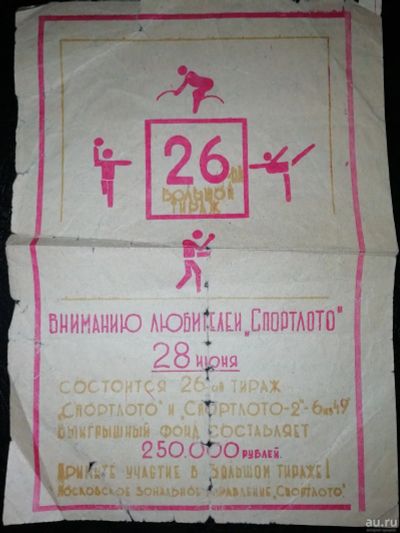 26-ой
БОЛЬШОЙ
ТИРАЖ
ВНИМАНИЮ ЛЮБИТЕЛЕЙ „СПОРТЛОТО"
28 ИЮНЯ
СОСТОИТСЯ 26-ой ТИРАЖ
„СПОРТЛОТО" И „СПОРТЛОТО-2"-6 из 49
ВЫИГРЫШНЫЙ ФОНД СОСТАВЛЯЕТ
250.000 РУБЛЕЙ.
ПРИМИТЕ УЧАСТИЕ В БОЛЬШОМ ТИРАЖЕ!
МОСКОВСКОЕ ЗОНАЛЬНОЕ УПРАВЛЕНИЕ „СПОРТЛОТО"
au.ru